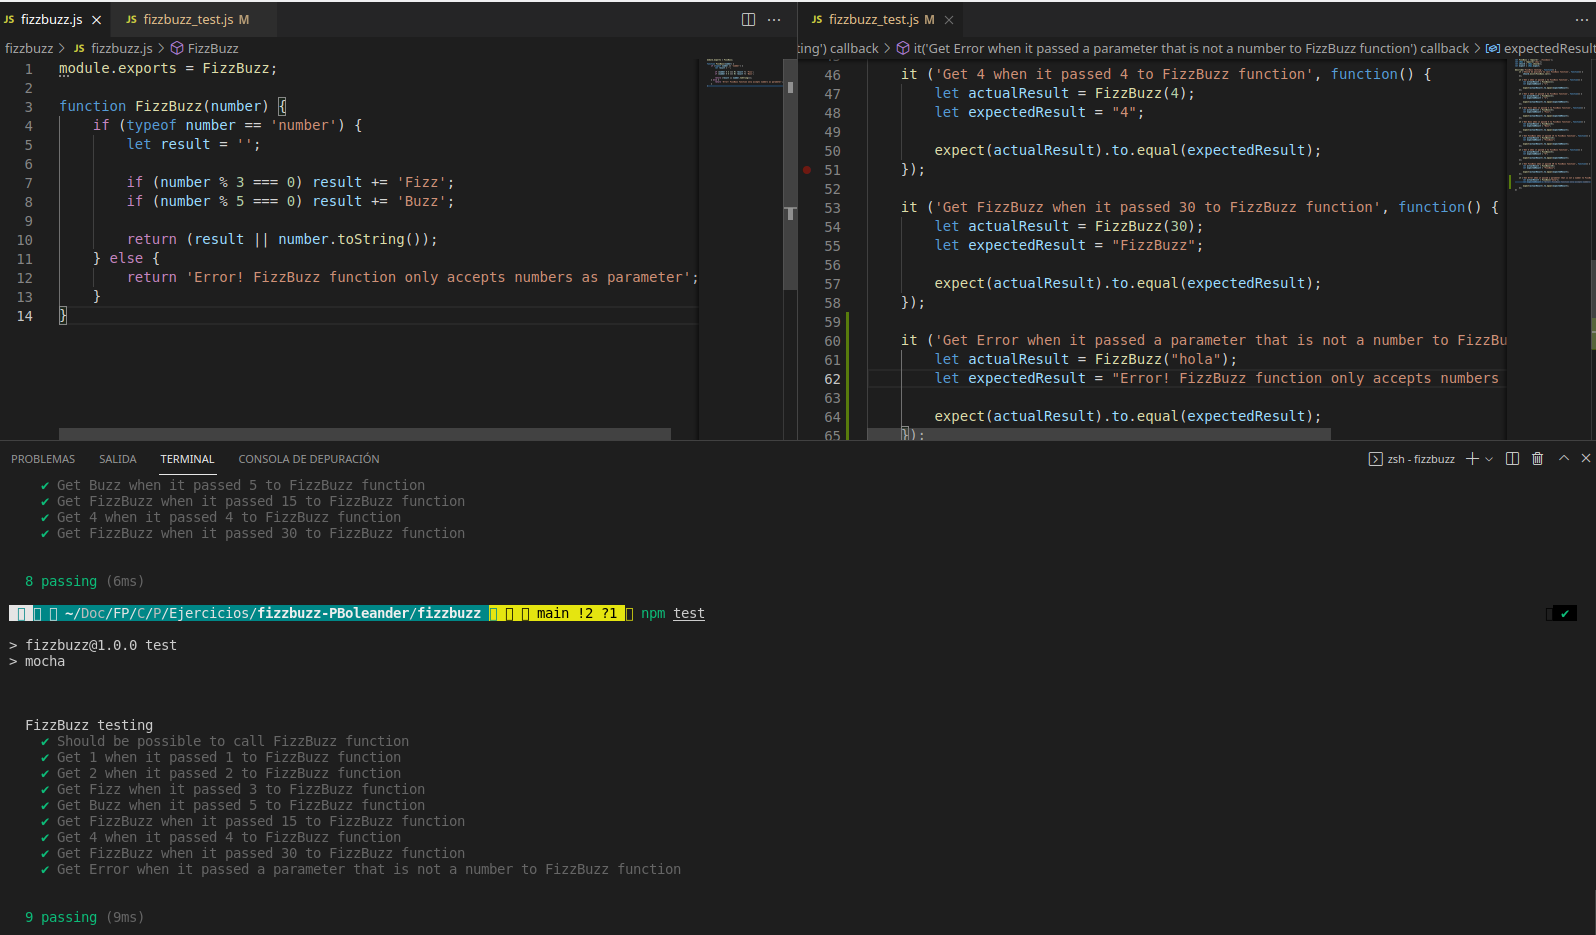 JS fizzbuzz.js
JS fizzbuzz_test.js M
fizzbuzz > JS fizzbuzz.js > FizzBuzz
1 module.exports = FizzBuzz;
2
3 function FizzBuzz(number) {
4 if (typeof number == 'number') {
5 let result = '';
6
7 if (number % 3 === 0) result += 'Fizz';
8 if (number % 5 === 0) result += 'Buzz';
9
10 return (result || number.toString());
11 } else {
12 return 'Error! FizzBuzz function only accepts numbers as parameter';
13 }
14 }
JS fizzbuzz_test.js M
ting') callback > it('Get Error when it passed a parameter that is not a number to FizzBuzz function') callback > expectedResult
46 it ('Get 4 when it passed 4 to FizzBuzz function', function() {
47 let actualResult = FizzBuzz(4);
48 let expectedResult = "4";
49
50 expect(actualResult).to.equal(expectedResult);
51 });
52
53 it ('Get FizzBuzz when it passed 30 to FizzBuzz function', function() {
54 let actualResult = FizzBuzz(30);
55 let expectedResult = "FizzBuzz";
56
57 expect(actualResult).to.equal(expectedResult);
58 });
59
60 it ('Get Error when it passed a parameter that is not a number to FizzBu
61 let actualResult = FizzBuzz("hola");
62 let expectedResult = "Error! FizzBuzz function only accepts numbers
63
64 expect(actualResult).to.equal(expectedResult);
65 });
PROBLEMAS SALIDA TERMINAL CONSOLA DE DEPURACIÓN
zsh - fizzbuzz
✔ Get Buzz when it passed 5 to FizzBuzz function
✔ Get FizzBuzz when it passed 15 to FizzBuzz function
✔ Get 4 when it passed 4 to FizzBuzz function
✔ Get FizzBuzz when it passed 30 to FizzBuzz function
8 passing (6ms)
~/Doc/FP/C/P/Ejercicios/fizzbuzz-PBoleander/fizzbuzz main !2 ?1 npm test ✔
> fizzbuzz@1.0.0 test
> mocha
FizzBuzz testing
✔ Should be possible to call FizzBuzz function
✔ Get 1 when it passed 1 to FizzBuzz function
✔ Get 2 when it passed 2 to FizzBuzz function
✔ Get Fizz when it passed 3 to FizzBuzz function
✔ Get Buzz when it passed 5 to FizzBuzz function
✔ Get FizzBuzz when it passed 15 to FizzBuzz function
✔ Get 4 when it passed 4 to FizzBuzz function
✔ Get FizzBuzz when it passed 30 to FizzBuzz function
✔ Get Error when it passed a parameter that is not a number to FizzBuzz function
9 passing (9ms)